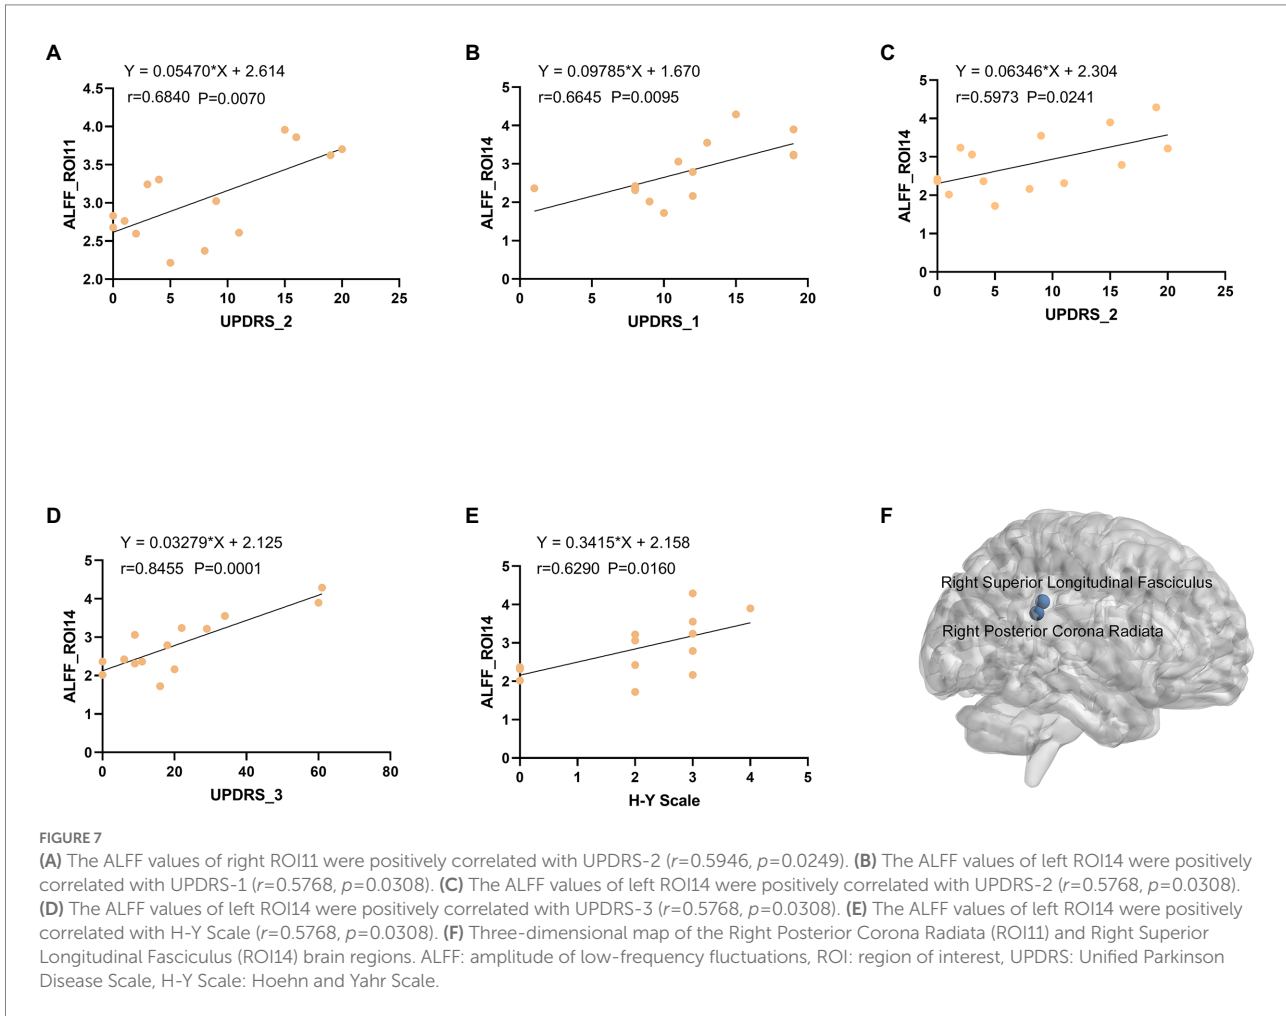 A
Y = 0.05470*X + 2.614
r=0.6840 P=0.0070
4.5
4.0
3.5
3.0
2.5
2.0
ALFF_ROI11
0 5 10 15 20 25
UPDRS_2
B
Y = 0.09785*X + 1.670
r=0.6645 P=0.0095
5
4
3
2
1
0
ALFF_ROI14
0 5 10 15 20
UPDRS_1
C
Y = 0.06346*X + 2.304
r=0.5973 P=0.0241
5
4
3
2
1
0
ALFF_ROI14
0 5 10 15 20 25
UPDRS_2
D
Y = 0.03279*X + 2.125
r=0.8455 P=0.0001
5
4
3
2
1
0
ALFF_ROI14
0 20 40 60 80
UPDRS_3
E
Y = 0.3415*X + 2.158
r=0.6290 P=0.0160
5
4
3
2
1
0
ALFF_ROI14
0 1 2 3 4 5
H-Y Scale
F
Right Superior Longitudinal Fasciculus
Right Posterior Corona Radiata
FIGURE 7
(A) The ALFF values of right ROI11 were positively correlated with UPDRS-2 (r=0.5946, p=0.0249). (B) The ALFF values of left ROI14 were positively
correlated with UPDRS-1 (r=0.5768, p=0.0308). (C) The ALFF values of left ROI14 were positively correlated with UPDRS-2 (r=0.5768, p=0.0308).
(D) The ALFF values of left ROI14 were positively correlated with UPDRS-3 (r=0.5768, p=0.0308). (E) The ALFF values of left ROI14 were positively
correlated with H-Y Scale (r=0.5768, p=0.0308). (F) Three-dimensional map of the Right Posterior Corona Radiata (ROI11) and Right Superior
Longitudinal Fasciculus (ROI14) brain regions. ALFF: amplitude of low-frequency fluctuations, ROI: region of interest, UPDRS: Unified Parkinson
Disease Scale, H-Y Scale: Hoehn and Yahr Scale.